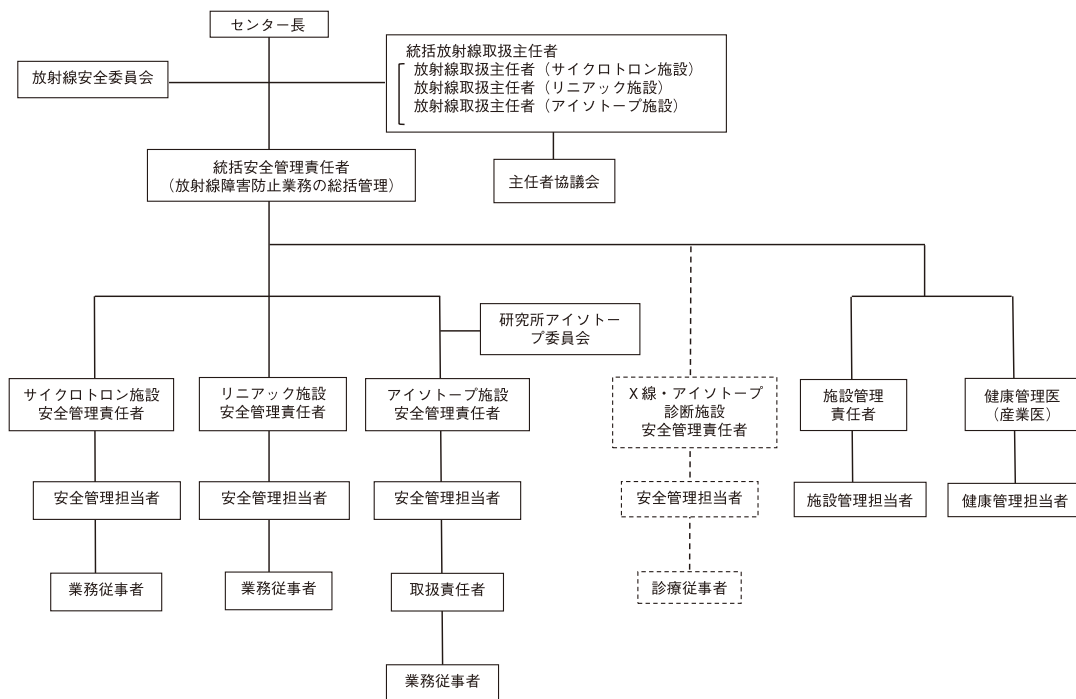 センター長
放射線安全委員会
統括放射線取扱主任者
放射線取扱主任者（サイクロトロン施設）
放射線取扱主任者（リニアック施設）
放射線取扱主任者（アイソトープ施設）
主任者協議会
統括安全管理責任者
（放射線障害防止業務の総括管理）
研究所アイソトー
プ委員会
サイクロトロン施設
安全管理責任者
リニアック施設
安全管理責任者
アイソトープ施設
安全管理責任者
X線・アイソトープ
診断施設
安全管理責任者
施設管理
責任者
健康管理医
（産業医）
安全管理担当者
安全管理担当者
安全管理担当者
安全管理担当者
施設管理担当者
健康管理担当者
業務従事者
業務従事者
取扱責任者
診療従事者
業務従事者